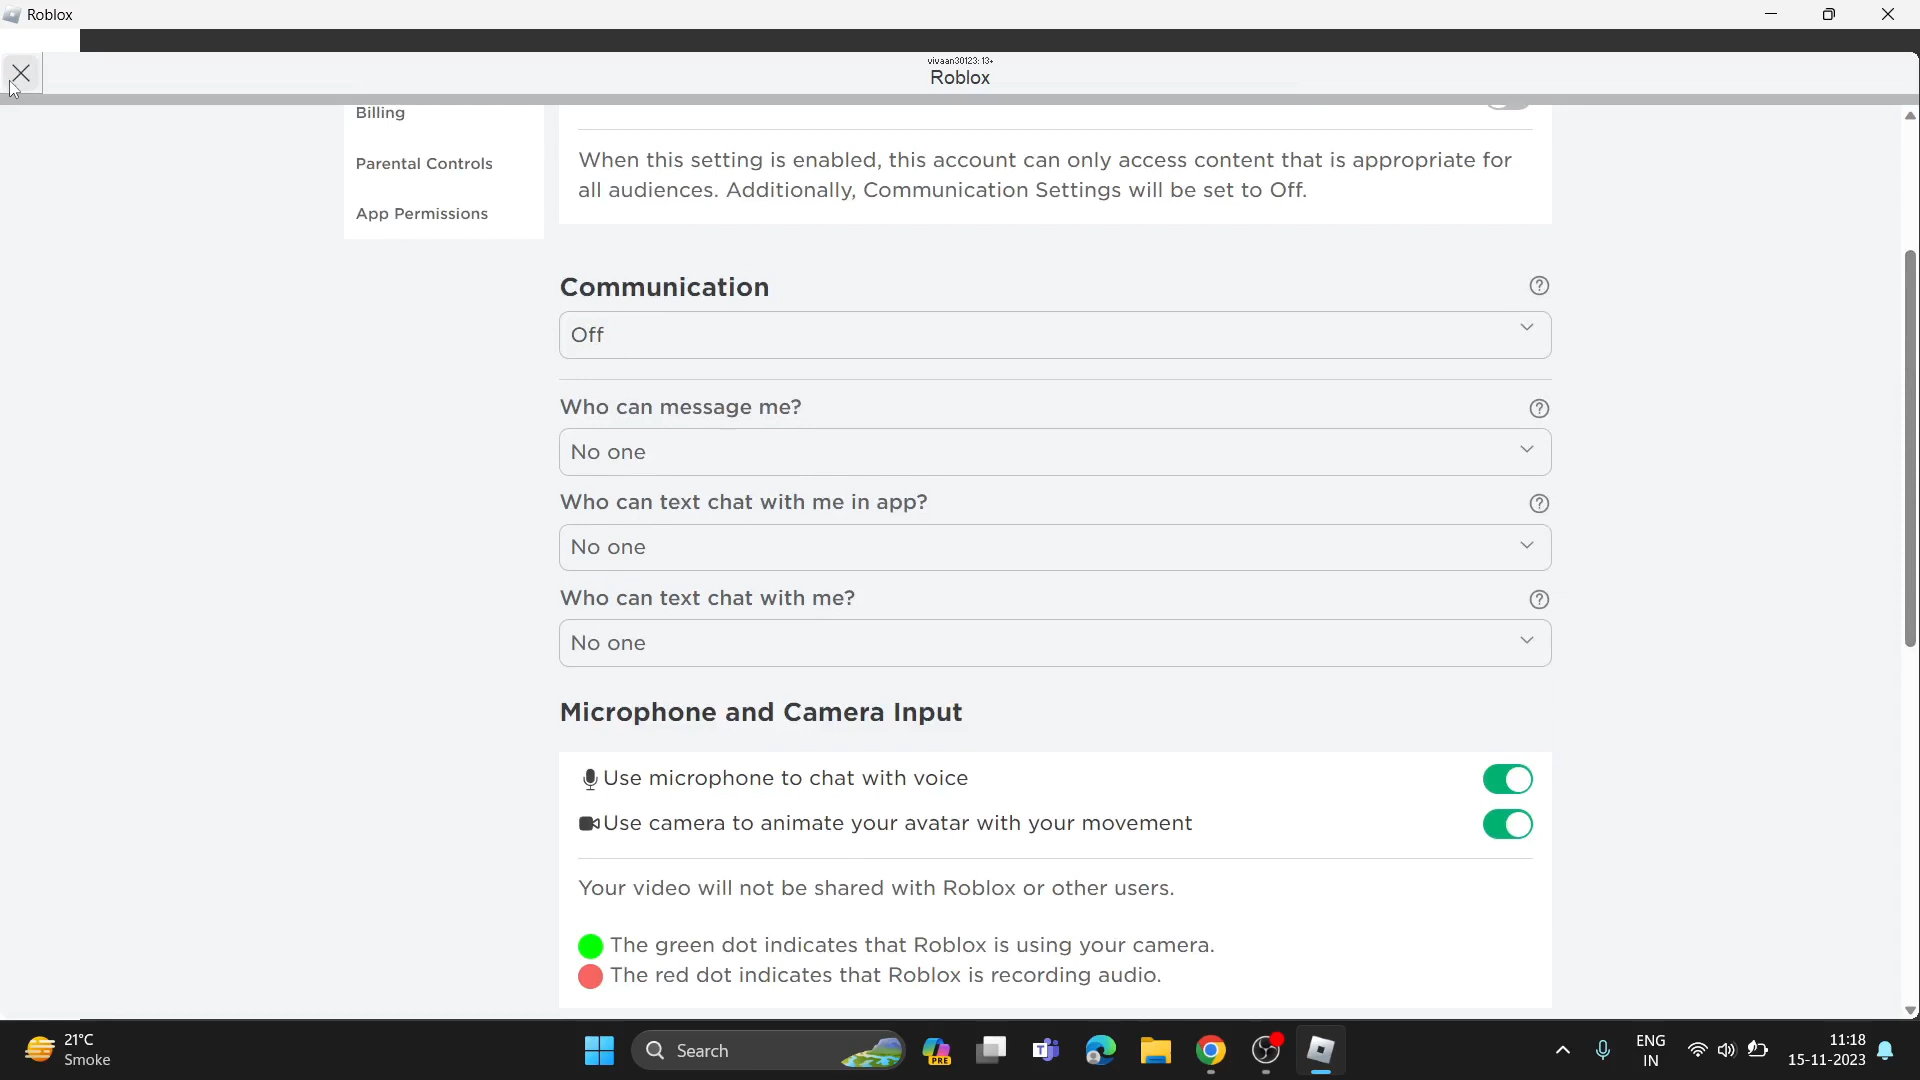 Roblox
vivaan30123: 13+
Roblox
Billing
Parental Controls
App Permissions
When this setting is enabled, this account can only access content that is appropriate for
all audiences. Additionally, Communication Settings will be set to Off.
Communication
Off
Who can message me?
No one
Who can text chat with me in app?
No one
Who can text chat with me?
No one
Microphone and Camera Input
Use microphone to chat with voice
Use camera to animate your avatar with your movement
Your video will not be shared with Roblox or other users.
The green dot indicates that Roblox is using your camera.
The red dot indicates that Roblox is recording audio.
21°C
Smoke
Search
PRE
ENG
IN
11:18
15-11-2023